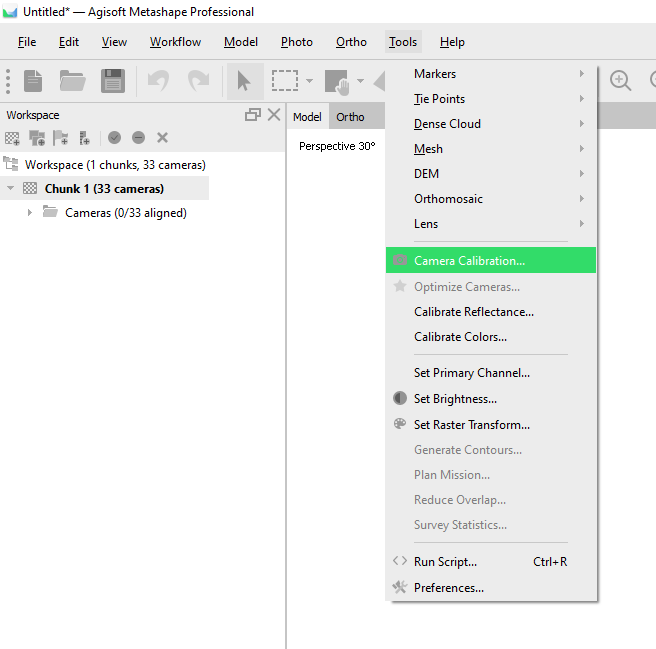 Untitled* — Agisoft Metashape Professional
File Edit View Workflow Model Photo Ortho Tools Help
Workspace
Model Ortho
Perspective 30°
Workspace (1 chunks, 33 cameras)
Chunk 1 (33 cameras)
Cameras (0/33 aligned)
Markers
Tie Points
Dense Cloud
Mesh
DEM
Orthomosaic
Lens
Camera Calibration...
Optimize Cameras...
Calibrate Reflectance...
Calibrate Colors...
Set Primary Channel...
Set Brightness...
Set Raster Transform...
Generate Contours...
Plan Mission...
Reduce Overlap...
Survey Statistics...
Run Script... Ctrl+R
Preferences...